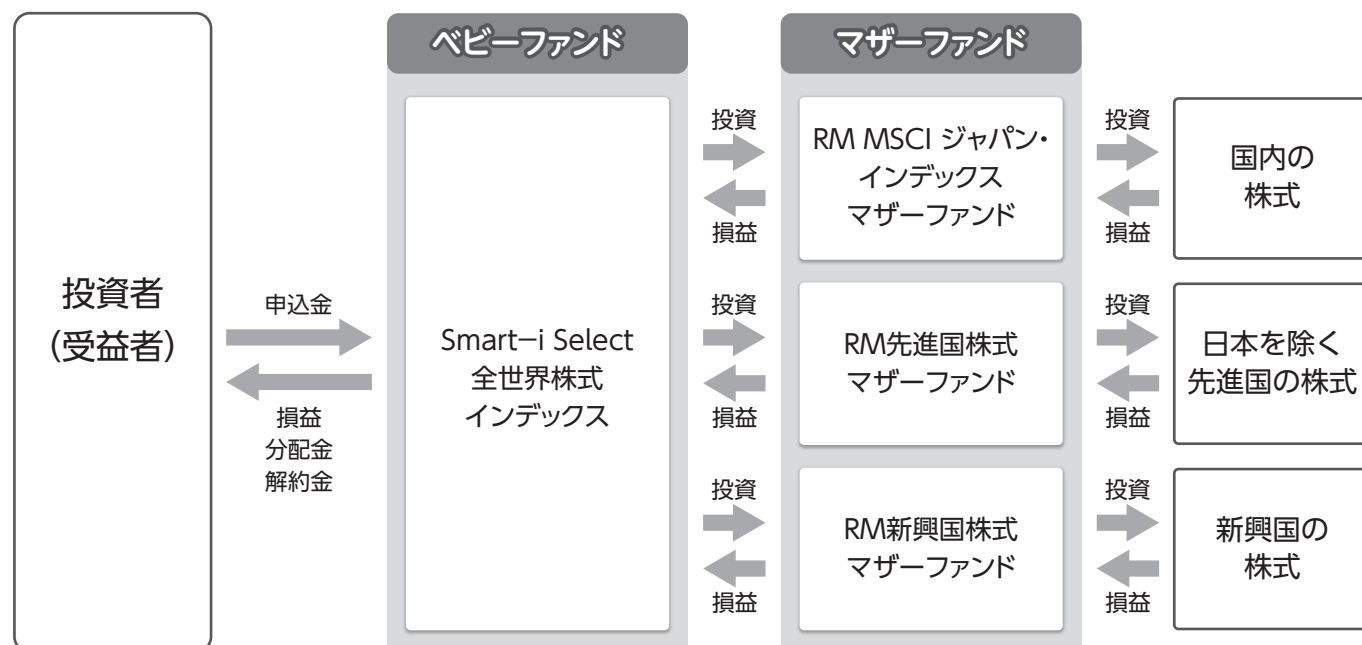 ベビーファンド
マザーファンド
投資者
(受益者)
申込金
損益
分配金
解約金
Smart-i Select
全世界株式
インデックス
投資
損益
RM MSCI ジャパン・
インデックス
マザーファンド
投資
損益
国内の
株式
投資
損益
RM先進国株式
マザーファンド
投資
損益
日本を除く
先進国の株式
投資
損益
RM新興国株式
マザーファンド
投資
損益
新興国の
株式